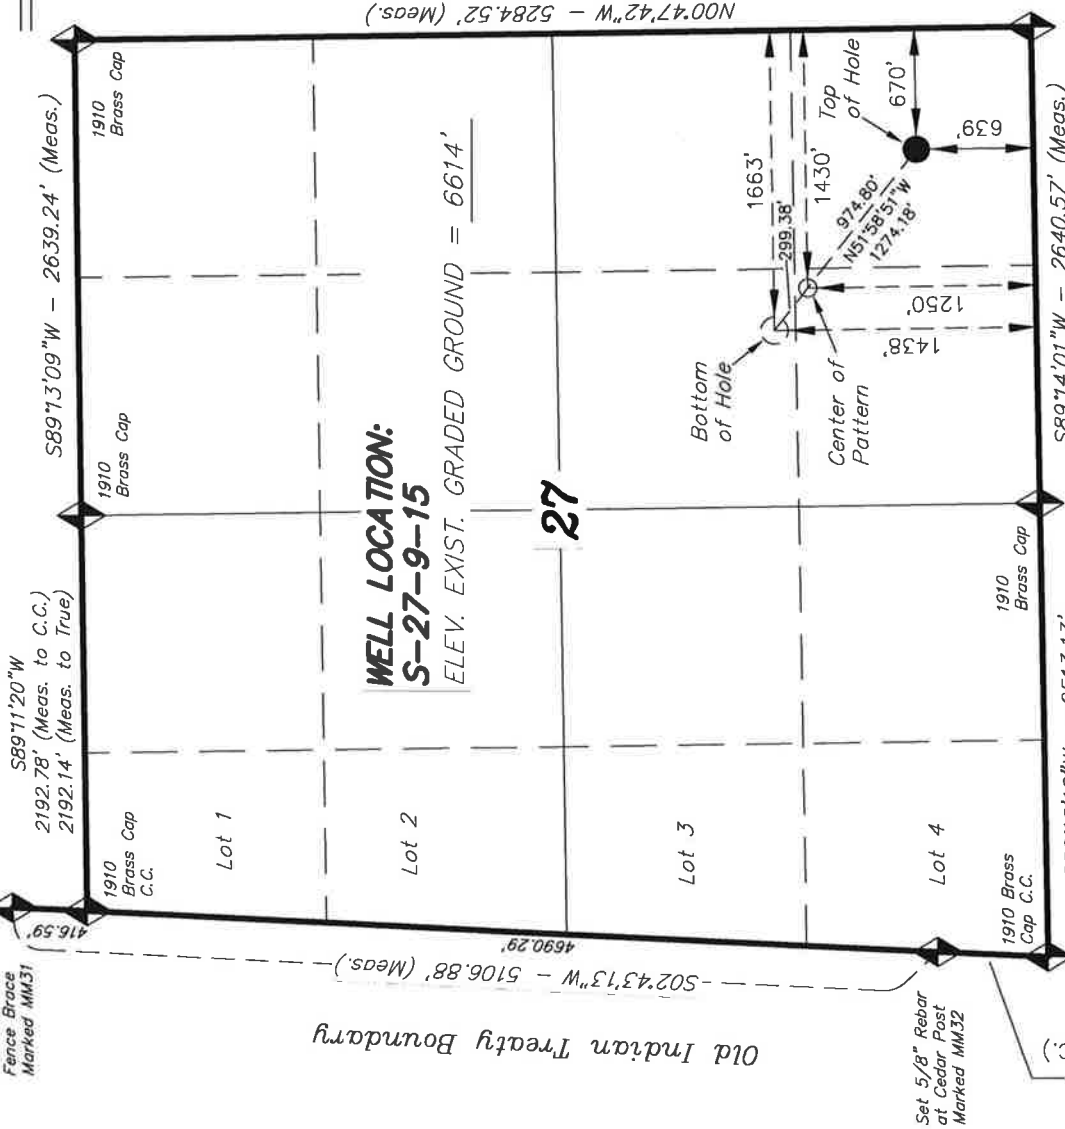 N00°47'42"W - 5284.52' (Meas.)
S89°13'09"W - 2639.24' (Meas.)
1910
Brass Cap
1910
Brass Cap
S89°11'20"W
2192.78' (Meas. to C.C.)
2192.14' (Meas. to True)
1910
Brass Cap
C.C.
Fence Brace
Marked MM31
416.59'
Lot 1
Lot 2
Lot 3
Lot 4
WELL LOCATION:
S-27-9-15
ELEV. EXIST. GRADED GROUND = 6614'
27
1663'
299.38'
1430'
Top
of Hole
670'
639'
974.80'
N51°58'51"W
1274.18'
Bottom
of Hole
Center of
Pattern
1250'
1438'
4690.29'
S02°43'13"W - 5106.88' (Meas.)
Old Indian Treaty Boundary
Set 5/8" Rebar
at Cedar Post
Marked MM32
1910 Brass
Cap C.C.
1910
Brass Cap
S89°14'01"W - 2640.57' (Meas.)